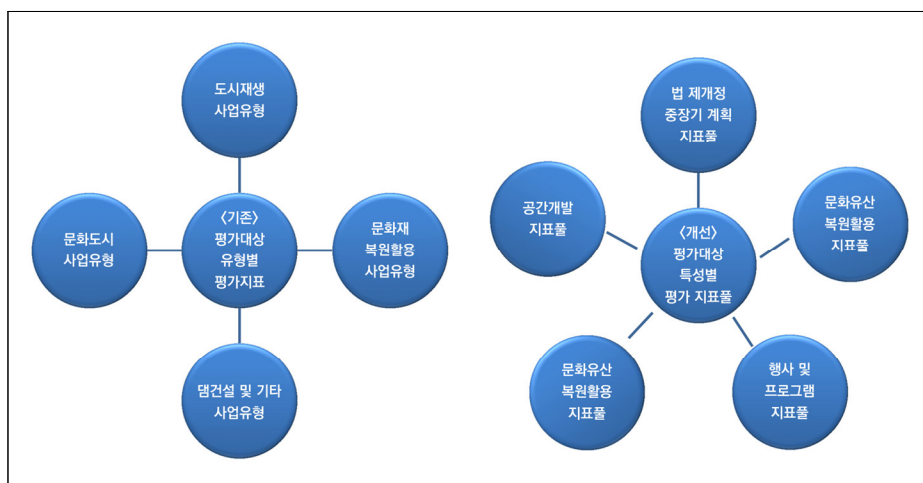 도시재생
사업유형
문화도시
사업유형
<기존>
평가대상
유형별
평가지표
문화재
복원활용
사업유형
댐건설 및 기타
사업유형
법 제개정
중장기 계획
지표풀
공간개발
지표풀
<개선>
평가대상
특성별
평가 지표풀
문화유산
복원활용
지표풀
문화유산
복원활용
지표풀
행사 및
프로그램
지표풀